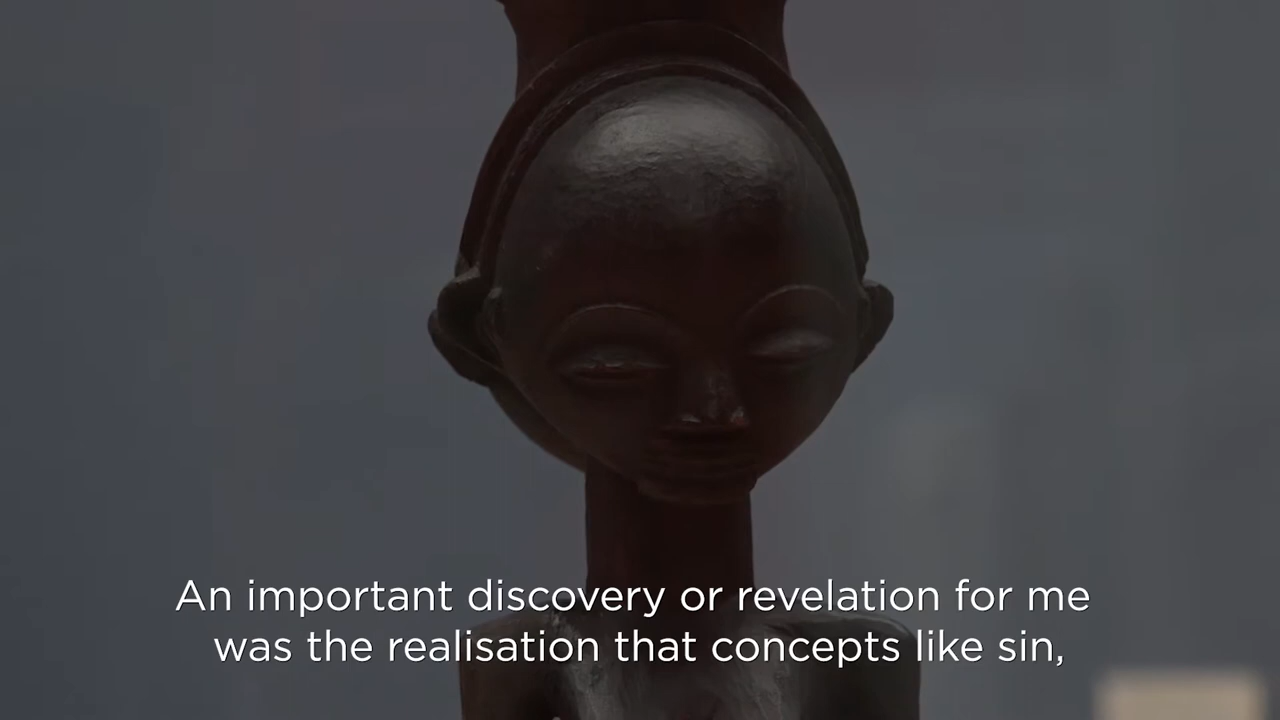 An important discovery or revelation for me
was the realisation that concepts like sin,